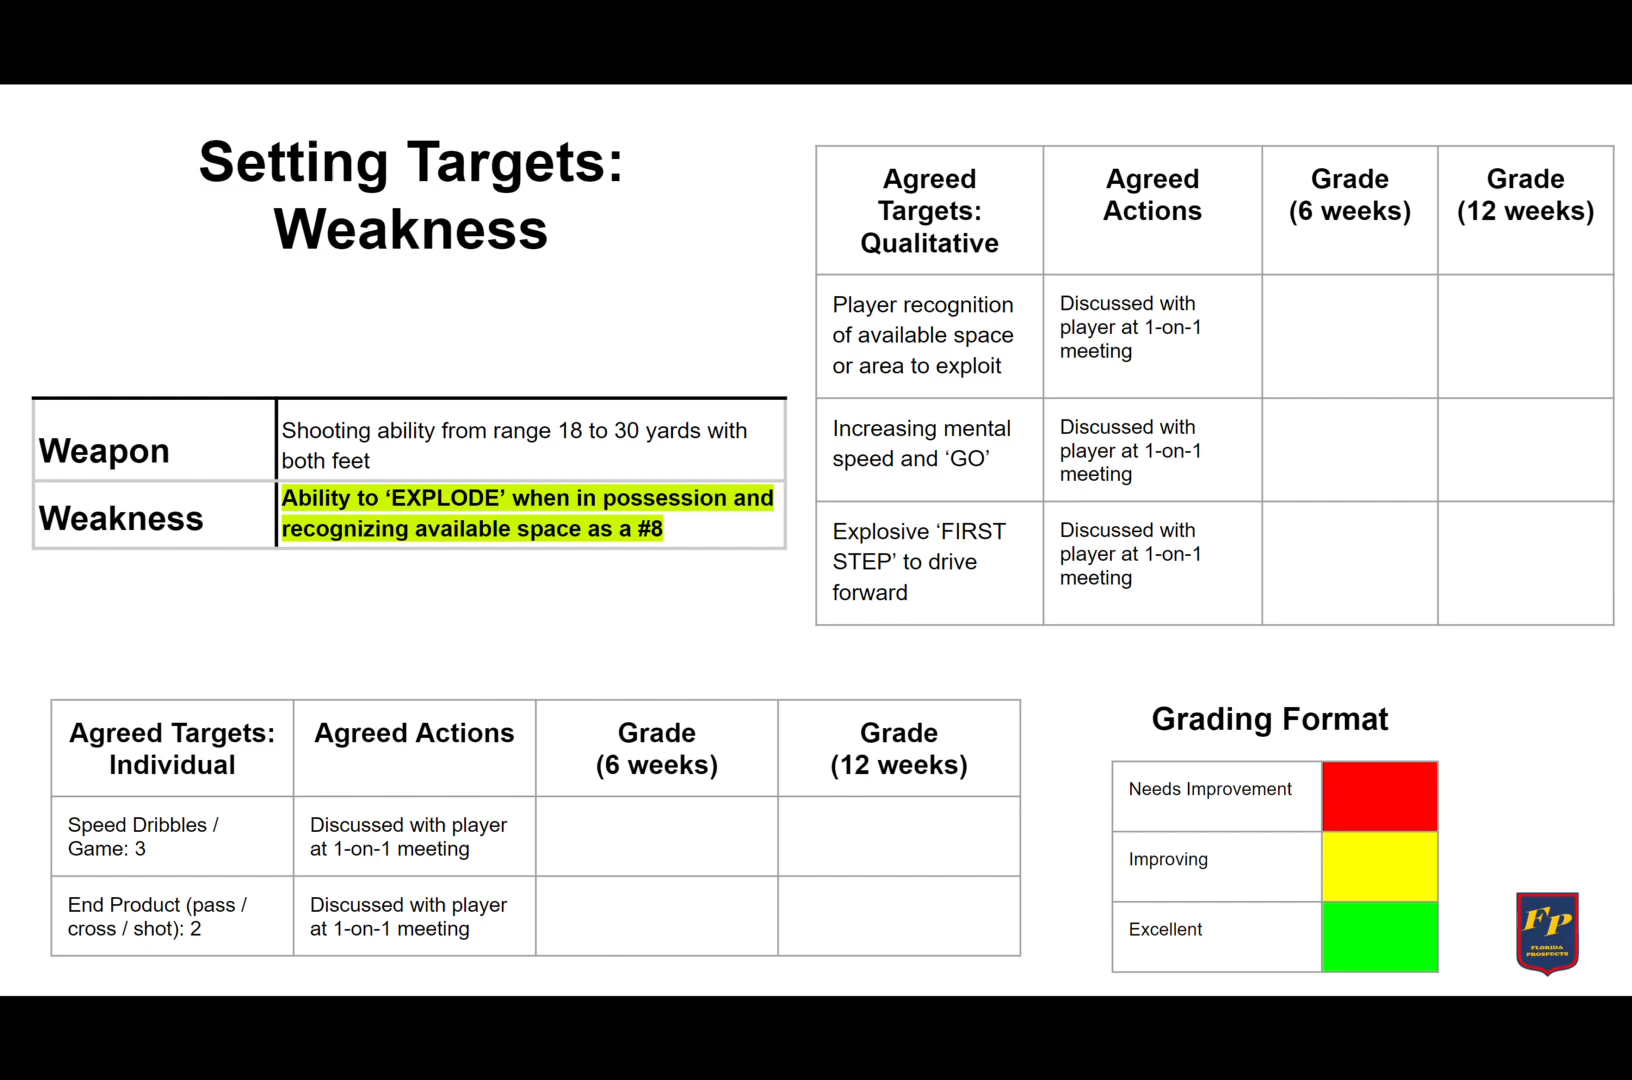 Setting Targets:
Weakness
Weapon
Shooting ability from range 18 to 30 yards with
both feet
Weakness
Ability to ‘EXPLODE’ when in possession and
recognizing available space as a #8
Agreed
Targets:
Qualitative
Agreed
Actions
Grade
(6 weeks)
Grade
(12 weeks)
Player recognition
of available space
or area to exploit
Discussed with
player at 1-on-1
meeting
Increasing mental
speed and ‘GO’
Discussed with
player at 1-on-1
meeting
Explosive ‘FIRST
STEP’ to drive
forward
Discussed with
player at 1-on-1
meeting
Agreed Targets:
Individual
Agreed Actions
Grade
(6 weeks)
Grade
(12 weeks)
Speed Dribbles /
Game: 3
Discussed with player
at 1-on-1 meeting
End Product (pass /
cross / shot): 2
Discussed with player
at 1-on-1 meeting
Grading Format
Needs Improvement
Improving
Excellent
FP
FLORIDA
PROSPECTS